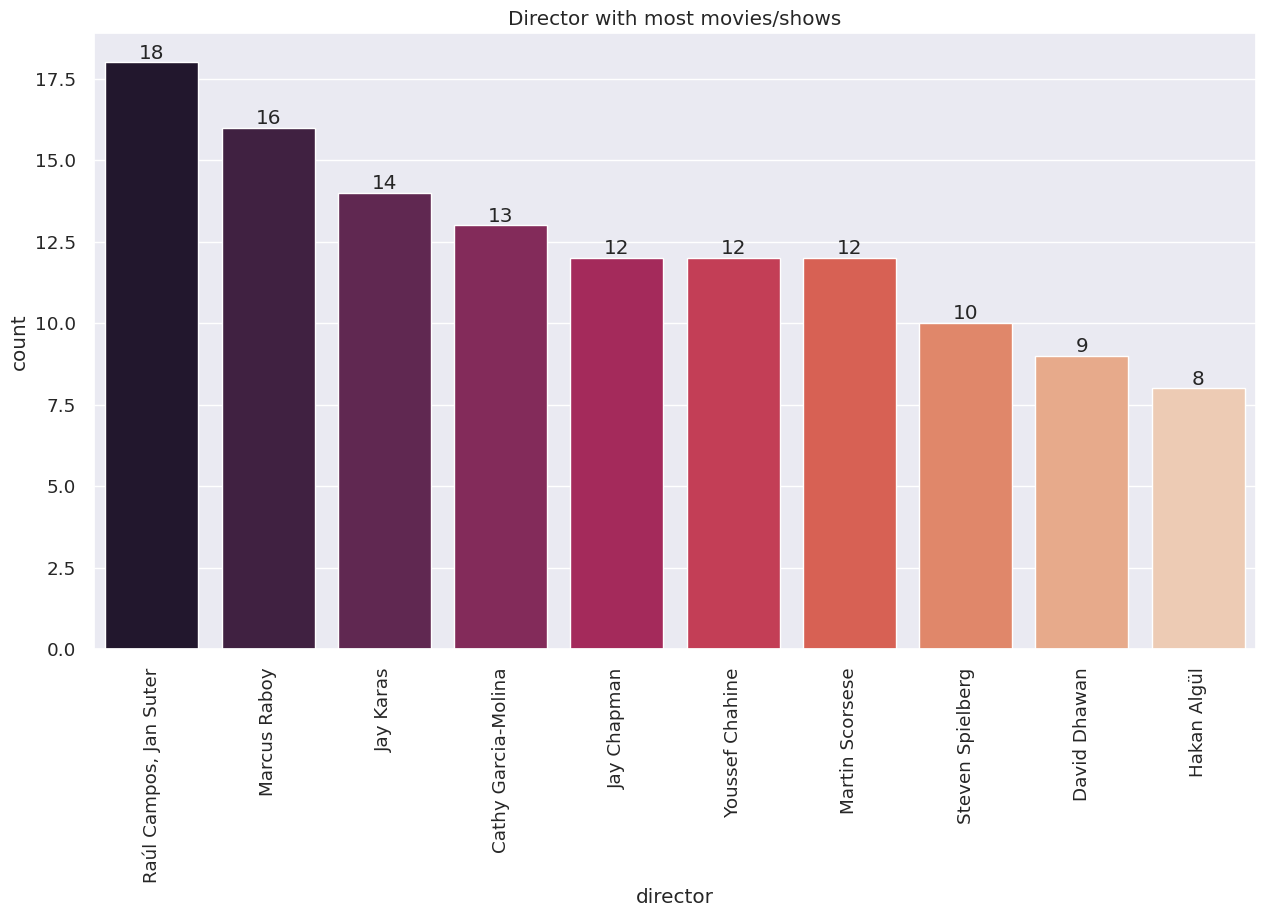 Director with most movies/shows
18
16
14
13
12
12
12
10
9
8
17.5
15.0
12.5
10.0
7.5
5.0
2.5
0.0
count
Raúl Campos, Jan Suter
Marcus Raboy
Jay Karas
Cathy Garcia-Molina
Jay Chapman
Youssef Chahine
Martin Scorsese
Steven Spielberg
David Dhawan
Hakan Algül
director